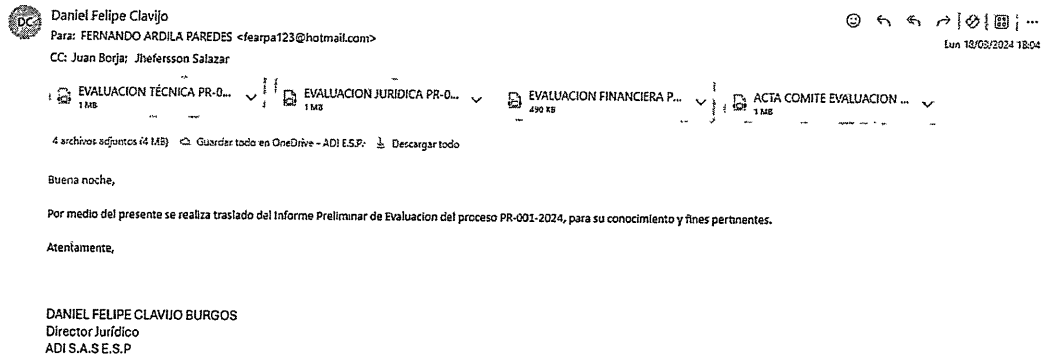 DC
Daniel Felipe Clavijo
Para: FERNANDO ARDILA PAREDES <fearpa123@hotmail.com>
CC: Juan Borja; Jhefersson Salazar
Lun 18/03/2024 18:04
EVALUACION TÉCNICA PR-0...
1 MB
EVALUACION JURIDICA PR-0...
1 MB
EVALUACION FINANCIERA P...
490 KB
ACTA COMITE EVALUACION ...
1 MB
4 archivos adjuntos (4 MB) Guardar todo en OneDrive - ADI E.S.P. Descargar todo
Buena noche,
Por medio del presente se realiza traslado del Informe Preliminar de Evaluacion del proceso PR-001-2024, para su conocimiento y fines pertinentes.
Atentamente,
DANIEL FELIPE CLAVIJO BURGOS
Director Jurídico
ADI S.A.S E.S.P